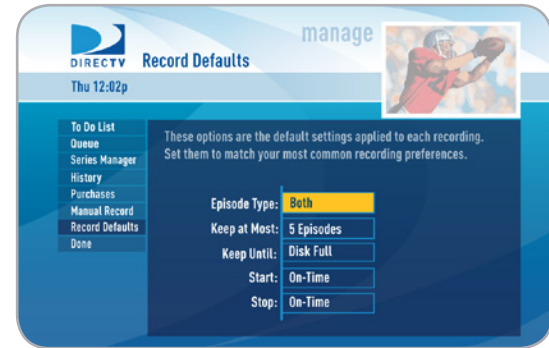 manage
DIRECTV
Record Defaults
Thu 12:02p
To Do List
Queue
Series Manager
History
Purchases
Manual Record
Record Defaults
Done
These options are the default settings applied to each recording.
Set them to match your most common recording preferences.
Episode Type: Both
Keep at Most: 5 Episodes
Keep Until: Disk Full
Start: On-Time
Stop: On-Time